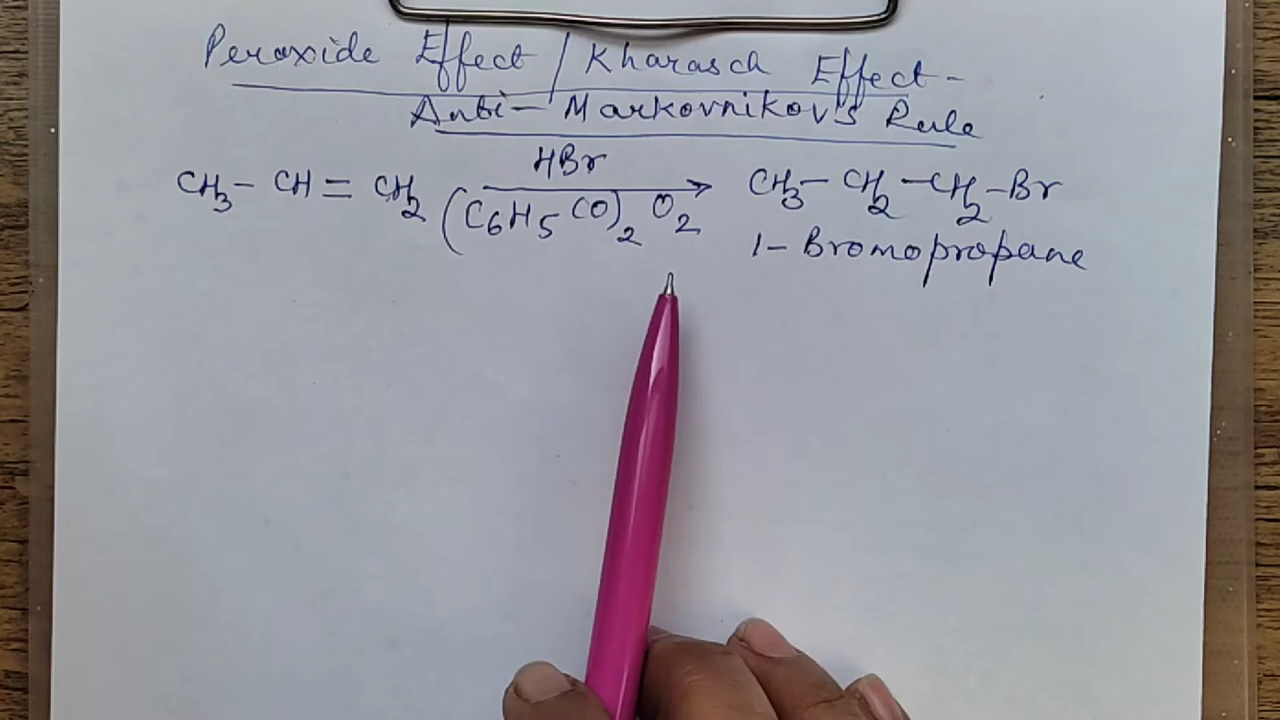 Peroxide Effect / Kharasch Effect -
Anti - Markovnikov's Rule
HBr
CH3 - CH = CH2 ⟶ CH3 - CH2 - CH2 - Br
(C6H5 CO)2 O2
1 - Bromopropane